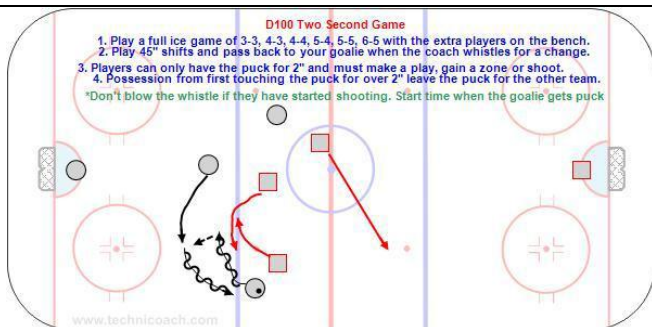 D100 Two Second Game
1. Play a full ice game of 3-3, 4-3, 4-4, 5-4, 5-5, 6-5 with the extra players on the bench.
2. Play 45" shifts and pass back to your goalie when the coach whistles for a change.
3. Players can only have the puck for 2" and must make a play, gain a zone or shoot.
4. Possession from first touching the puck for over 2" leave the puck for the other team.
*Don't blow the whistle if they have started shooting. Start time when the goalie gets puck
www.technicoach.com